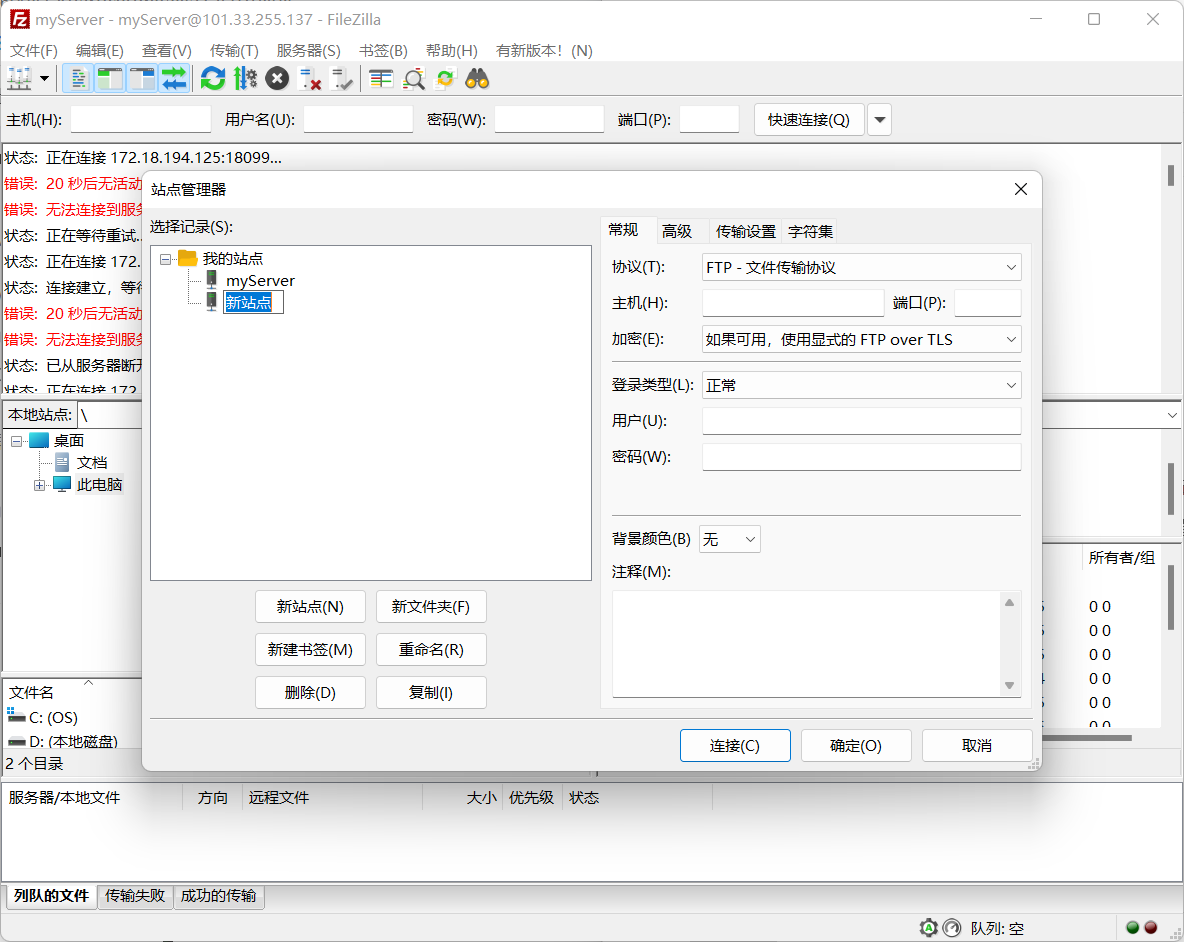 myServer - myServer@101.33.255.137 - FileZilla
文件(F) 编辑(E) 查看(V) 传输(T) 服务器(S) 书签(B) 帮助(H) 有新版本！(N)
主机(H): 用户名(U): 密码(W): 端口(P): 快速连接(Q)
状态: 正在连接 172.18.194.125:18099...
错误: 20 秒后无活动
错误: 无法连接到服务
状态: 正在等待重试..
状态: 正在连接 172.
状态: 连接建立，等待
错误: 20 秒后无活动
错误: 无法连接到服务
状态: 已从服务器断开
状态: 正在连接 172
本地站点: \
桌面
文档
此电脑
文件名
C: (OS)
D: (本地磁盘)
2 个目录
站点管理器
选择记录(S):
我的站点
myServer
新站点
新站点(N) 新文件夹(F)
新建书签(M) 重命名(R)
删除(D) 复制(I)
常规 高级 传输设置 字符集
协议(T): FTP - 文件传输协议
主机(H): 端口(P):
加密(E): 如果可用，使用显式的 FTP over TLS
登录类型(L): 正常
用户(U):
密码(W):
背景颜色(B) 无
注释(M):
连接(C) 确定(O) 取消
所有者/组
0 0
0 0
0 0
0 0
0 0
0 0
服务器/本地文件 方向 远程文件 大小 优先级 状态
列队的文件 传输失败 成功的传输
队列: 空